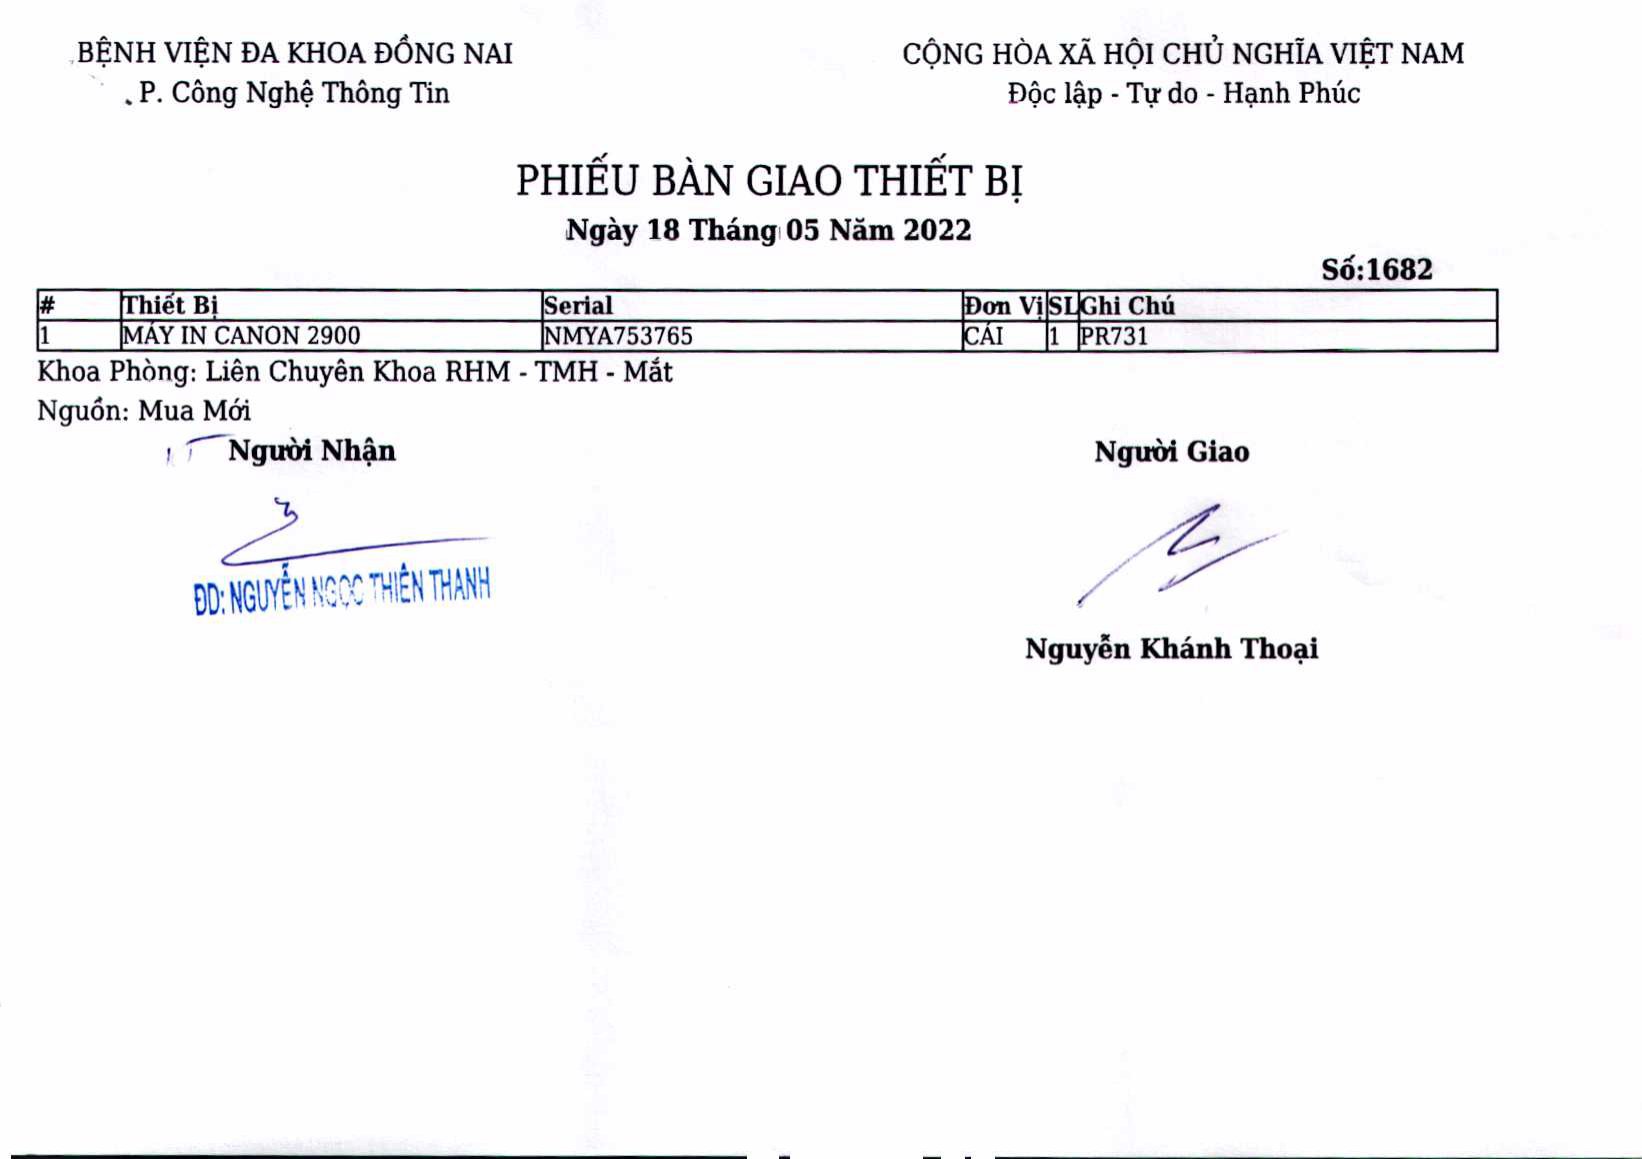 BỆNH VIỆN ĐA KHOA ĐỒNG NAI
P. Công Nghệ Thông Tin
CỘNG HÒA XÃ HỘI CHỦ NGHĨA VIỆT NAM
Độc lập - Tự do - Hạnh Phúc
PHIẾU BÀN GIAO THIẾT BỊ
Ngày 18 Tháng 05 Năm 2022
Số:1682
# Thiết Bị Serial Đơn Vị SL Ghi Chú
1 MÁY IN CANON 2900 NMYA753765 CÁI 1 PR731
Khoa Phòng: Liên Chuyên Khoa RHM - TMH - Mắt
Nguồn: Mua Mới
Người Nhận
Người Giao
ĐD: NGUYỄN NGỌC THIÊN THANH
Nguyễn Khánh Thoại